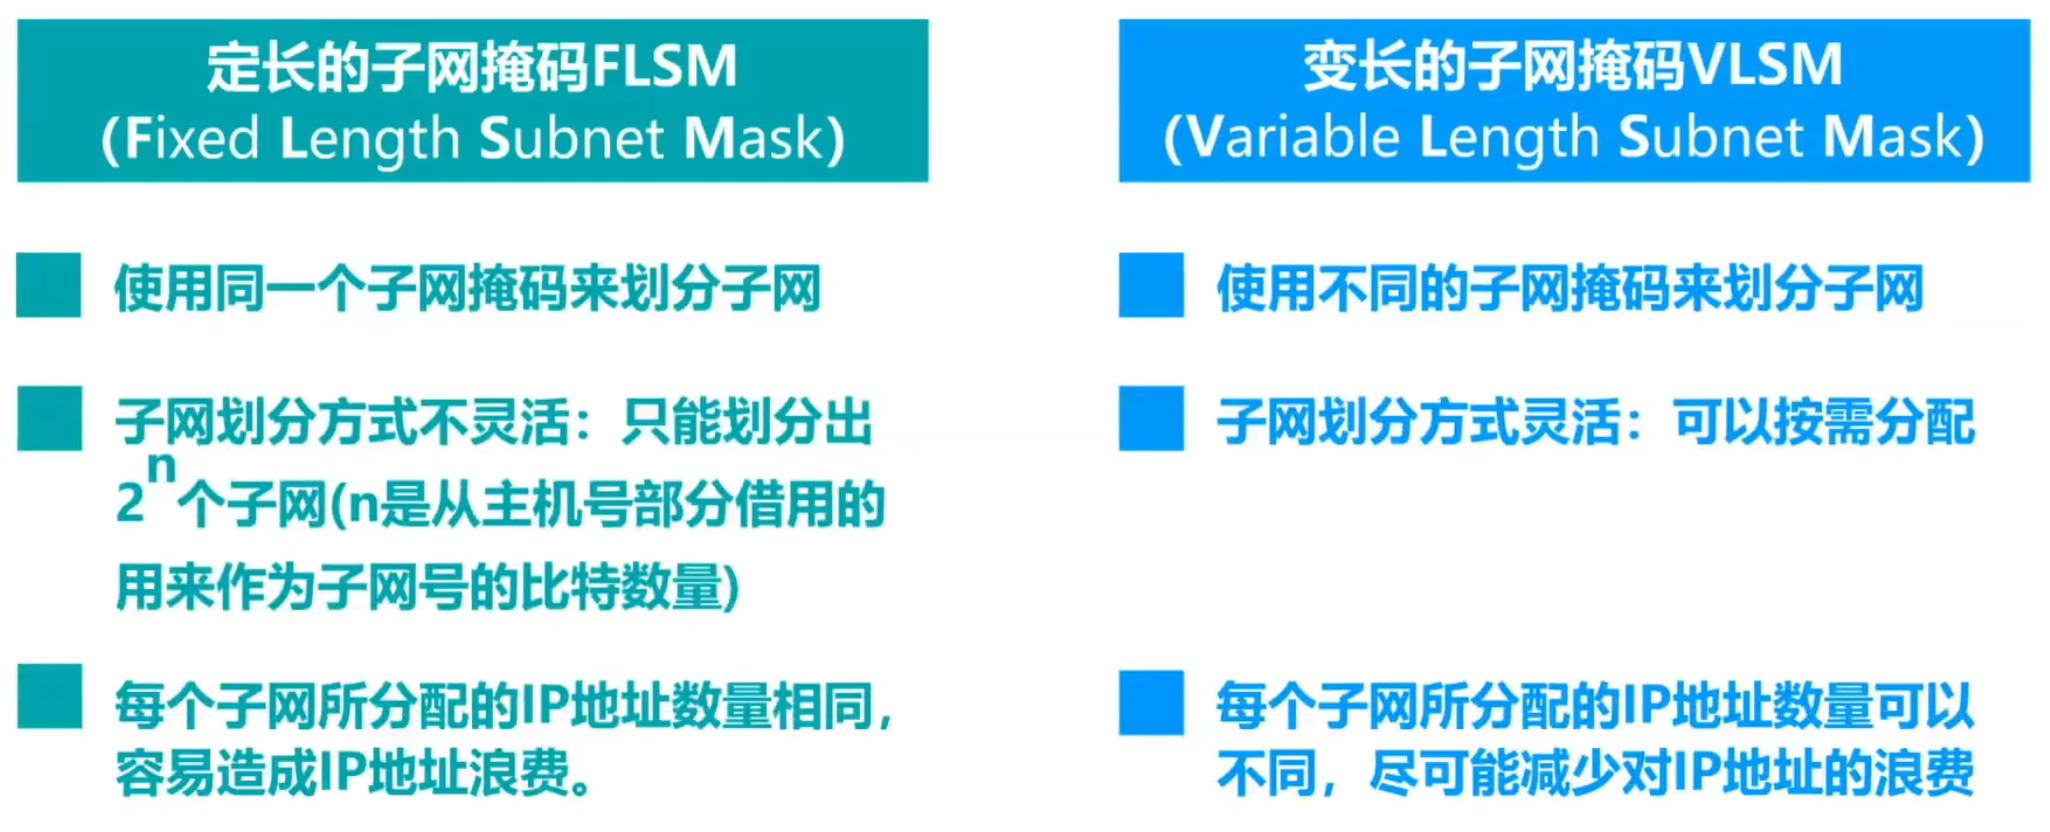 定长的子网掩码FLSM
(Fixed Length Subnet Mask)
使用同一个子网掩码来划分子网
子网划分方式不灵活：只能划分出
2ⁿ个子网(n是从主机号部分借用的
用来作为子网号的比特数量)
每个子网所分配的IP地址数量相同，
容易造成IP地址浪费。
变长的子网掩码VLSM
(Variable Length Subnet Mask)
使用不同的子网掩码来划分子网
子网划分方式灵活：可以按需分配
每个子网所分配的IP地址数量可以
不同，尽可能减少对IP地址的浪费